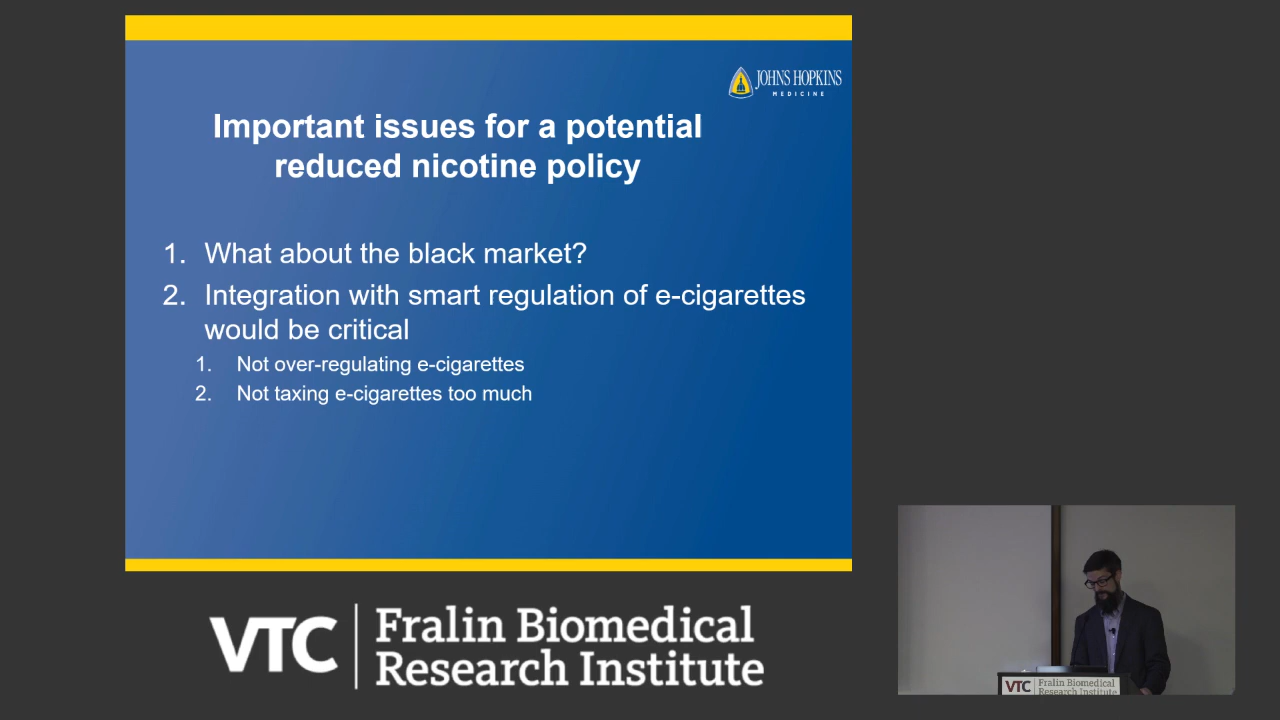 JOHNS HOPKINS
MEDICINE
Important issues for a potential
reduced nicotine policy
1. What about the black market?
2. Integration with smart regulation of e-cigarettes
would be critical
1. Not over-regulating e-cigarettes
2. Not taxing e-cigarettes too much
VTC
Fralin Biomedical
Research Institute
VTC
Fralin Biomedical
Research Institute